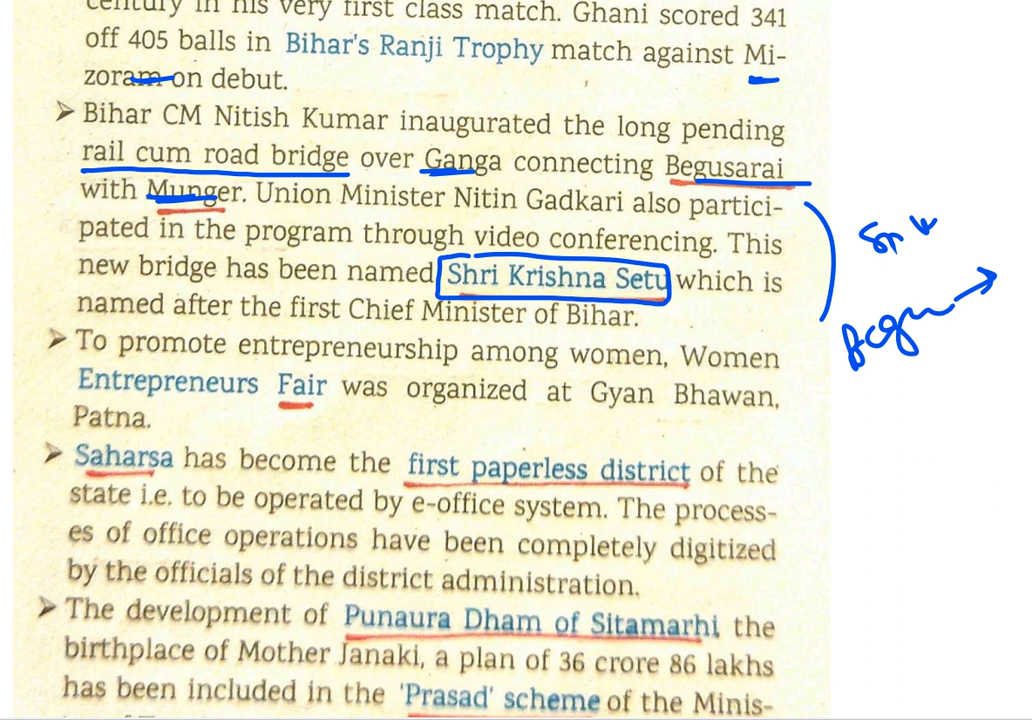 century in his very first class match. Ghani scored 341
off 405 balls in Bihar's Ranji Trophy match against Mi-
zoram on debut.
➤ Bihar CM Nitish Kumar inaugurated the long pending
rail cum road bridge over Ganga connecting Begusarai
with Munger. Union Minister Nitin Gadkari also partici-
pated in the program through video conferencing. This
new bridge has been named Shri Krishna Setu which is
named after the first Chief Minister of Bihar.
➤ To promote entrepreneurship among women, Women
Entrepreneurs Fair was organized at Gyan Bhawan,
Patna.
➤ Saharsa has become the first paperless district of the
state i.e. to be operated by e-office system. The process-
es of office operations have been completely digitized
by the officials of the district administration.
➤ The development of Punaura Dham of Sitamarhi the
birthplace of Mother Janaki, a plan of 36 crore 86 lakhs
has been included in the 'Prasad' scheme of the Minis-